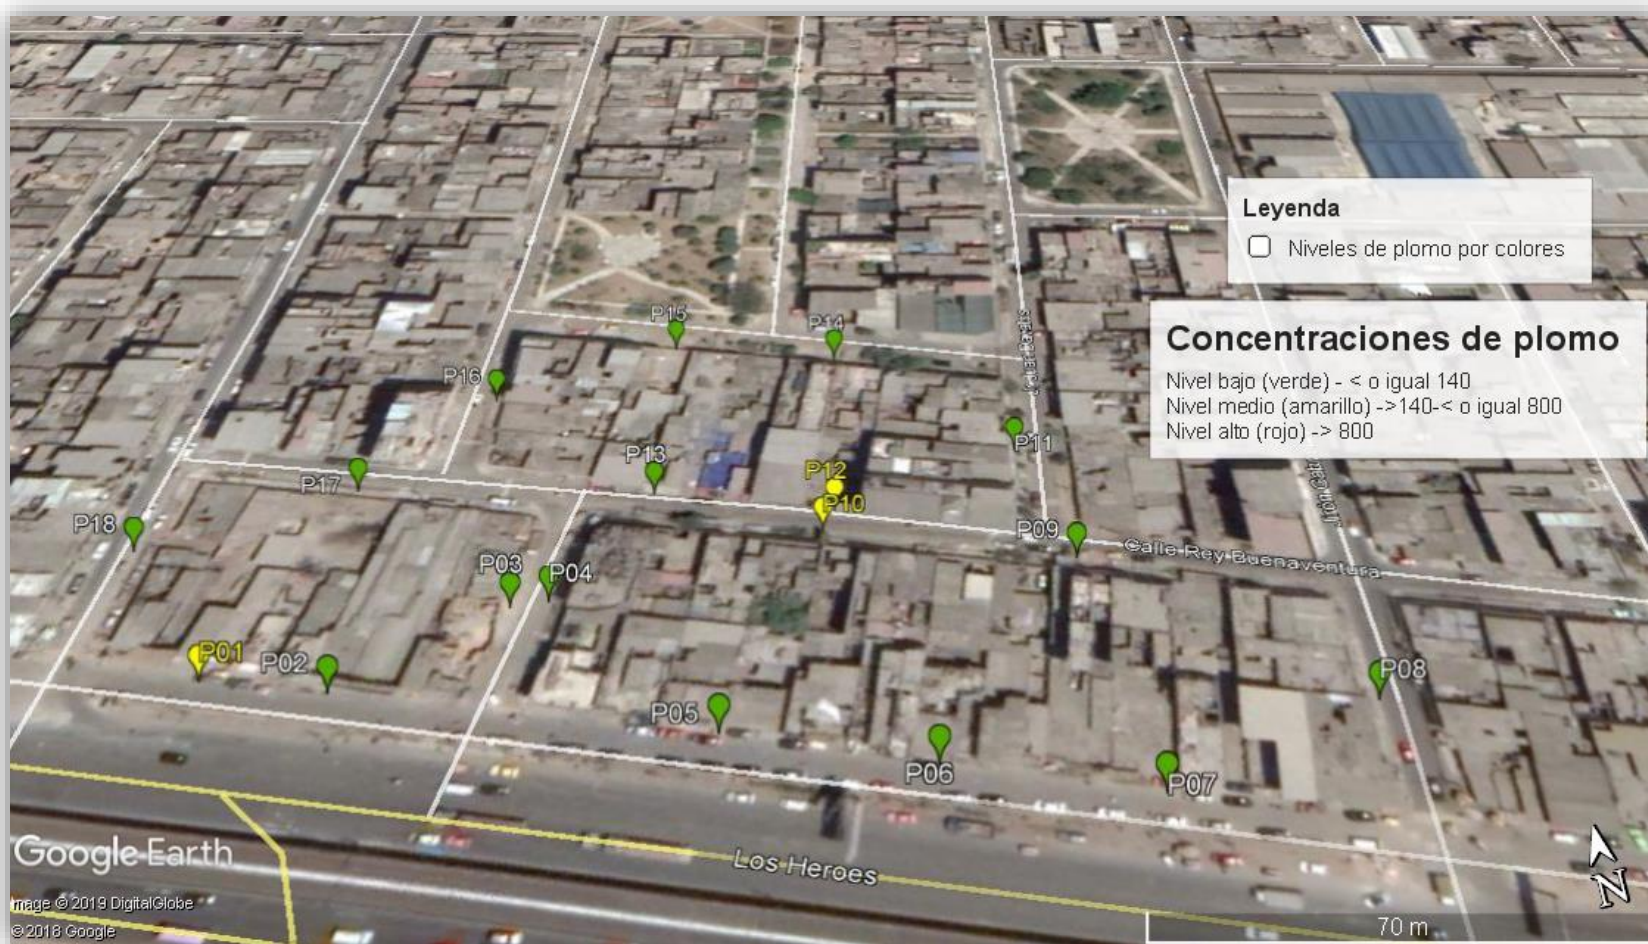 Leyenda
Niveles de plomo por colores
Concentraciones de plomo
Nivel bajo (verde) - < o igual 140
Nivel medio (amarillo) ->140-< o igual 800
Nivel alto (rojo) -> 800
P15
P14
P16
P11
P13
P12
P17
P10
P18
P09
Calle Rey Buenaventura
P03
P04
P01
P02
P08
P05
P06
P07
Los Heroes
Google Earth
mage © 2019 DigitalGlobe
© 2018 Google
70 m
N